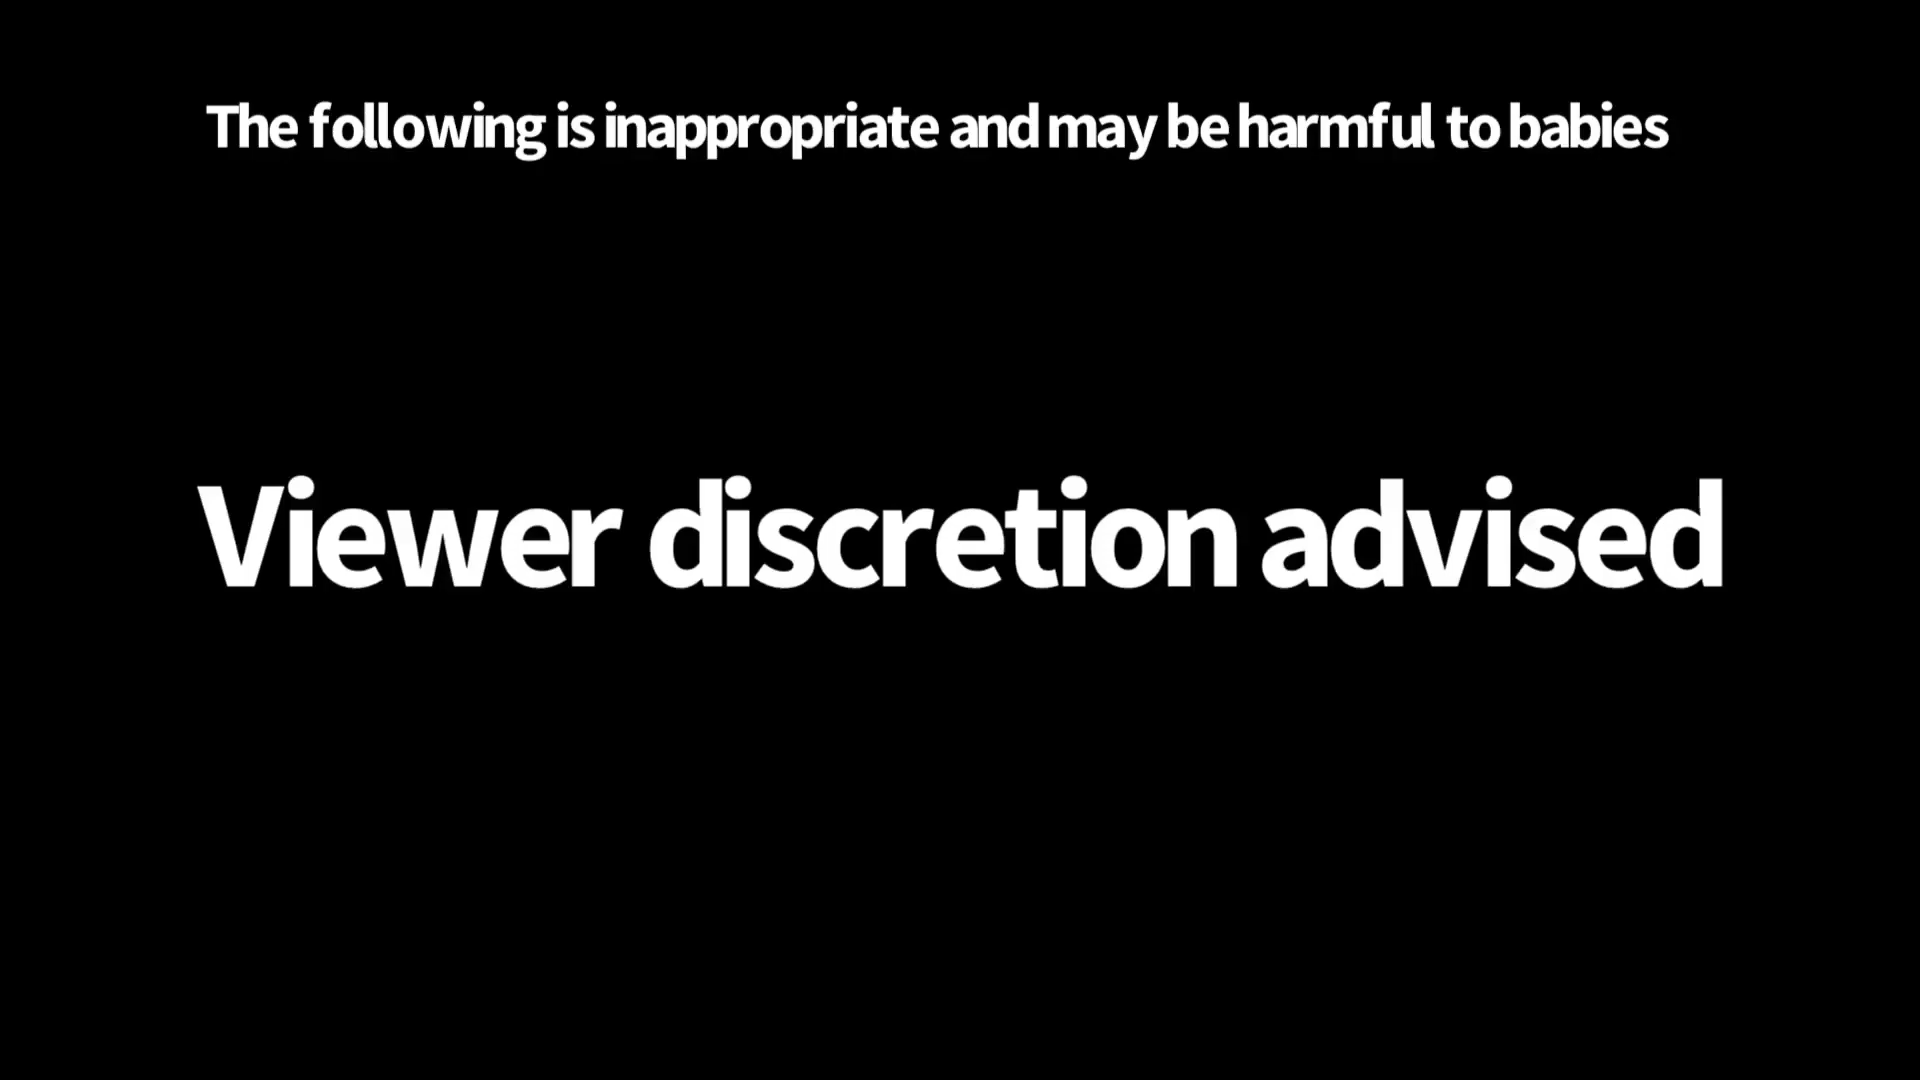 The following is inappropriate and may be harmful to babies
Viewer discretion advised